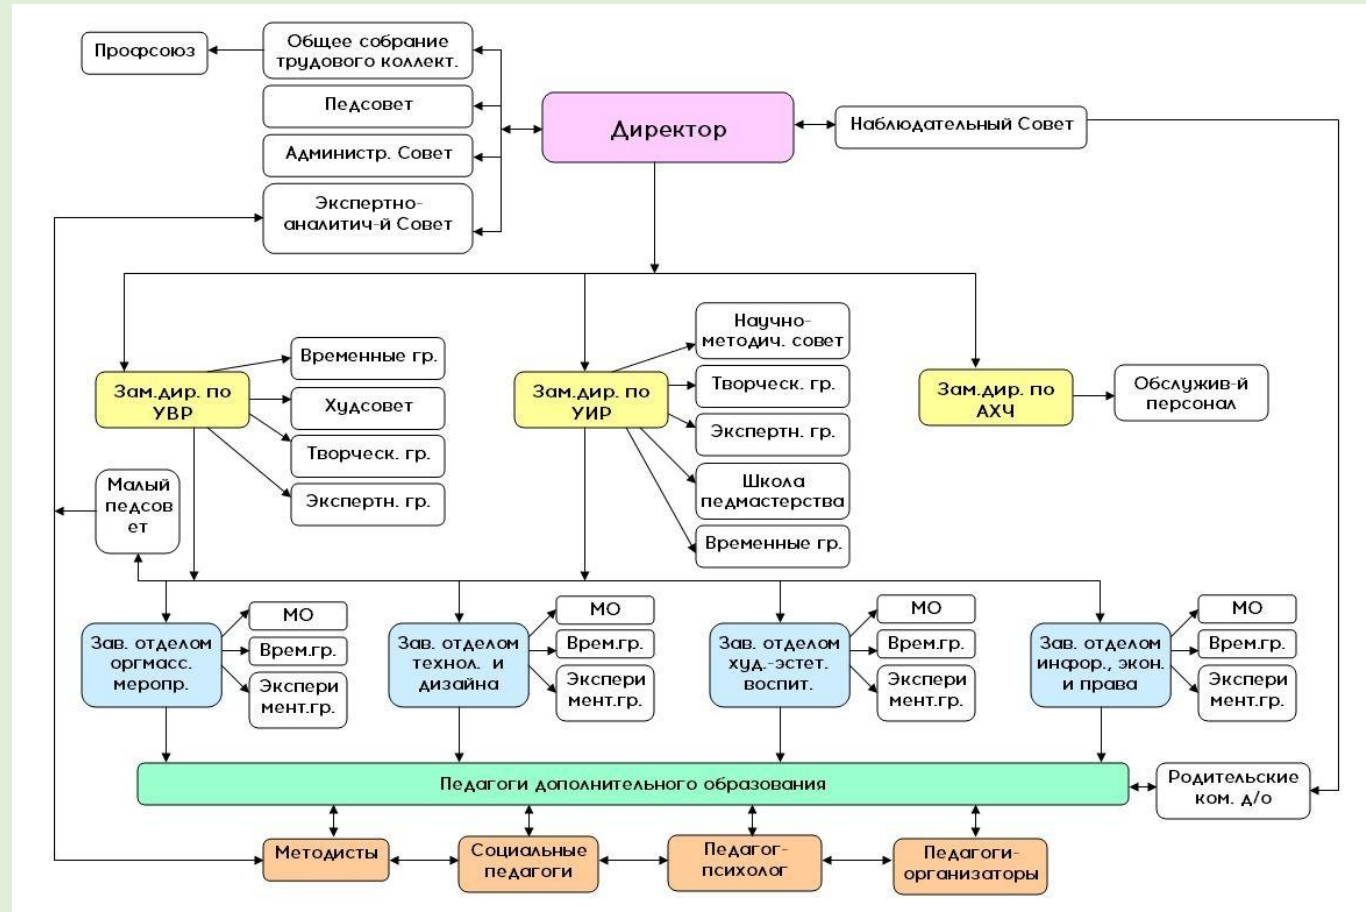 Профсоюз
Общее собрание
трудового коллект.
Педсовет
Администр. Совет
Экспертно-
аналитич-й Совет
Директор
Наблюдательный Совет
Зам.дир. по
УВР
Временные гр.
Худсовет
Творческ. гр.
Экспертн. гр.
Зам.дир. по
УИР
Научно-
методич. совет
Творческ. гр.
Экспертн. гр.
Школа
педмастерства
Временные гр.
Зам.дир. по
АХЧ
Обслужив-й
персонал
Малый
педсов
ет
Зав. отделом
оргмасс.
меропр.
МО
Врем.гр.
Экспери
мент.гр.
Зав. отделом
технол. и
дизайна
МО
Врем.гр.
Экспери
мент.гр.
Зав. отделом
худ.-эстет.
воспит.
МО
Врем.гр.
Экспери
мент.гр.
Зав. отделом
инфор., экон.
и права
МО
Врем.гр.
Экспери
мент.гр.
Педагоги дополнительного образования
Родительские
ком. д/о
Методисты
Социальные
педагоги
Педагог-
психолог
Педагоги-
организаторы